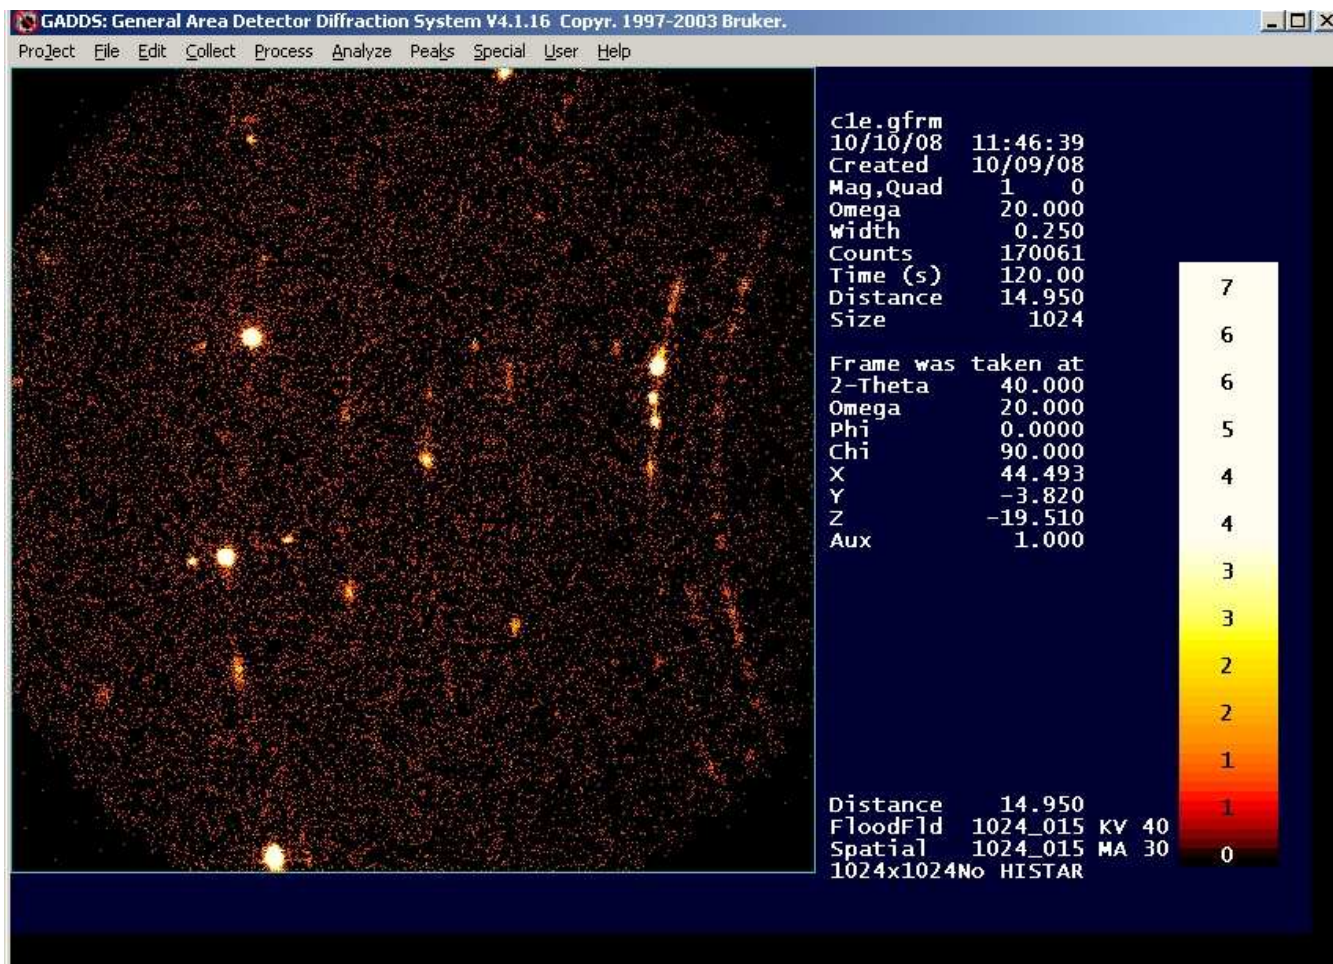 GADDS: General Area Detector Diffraction System V4.1.16 Copyr. 1997-2003 Bruker.
ProJect File Edit Collect Process Analyze Peaks Special User Help
c1e.gfrm
10/10/08 11:46:39
Created 10/09/08
Mag,Quad 1 0
Omega 20.000
Width 0.250
Counts 170061
Time (s) 120.00
Distance 14.950
Size 1024
Frame was taken at
2-Theta 40.000
Omega 20.000
Phi 0.0000
Chi 90.000
X 44.493
Y -3.820
Z -19.510
Aux 1.000
Distance 14.950
FloodFld 1024_015 KV 40
Spatial 1024_015 MA 30
1024x1024No HISTAR
7
6
6
5
4
4
3
3
2
2
1
1
0